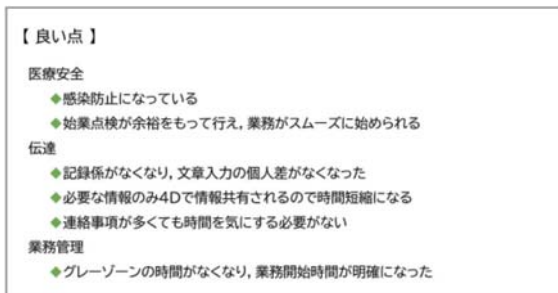 【 良い点 】
医療安全
◆感染防止になっている
◆始業点検が余裕をもって行え，業務がスムーズに始められる
伝達
◆記録係がなくなり，文章入力の個人差がなくなった
◆必要な情報のみ4Dで情報共有されるので時間短縮になる
◆連絡事項が多くても時間を気にする必要がない
業務管理
◆グレーゾーンの時間がなくなり，業務開始時間が明確になった